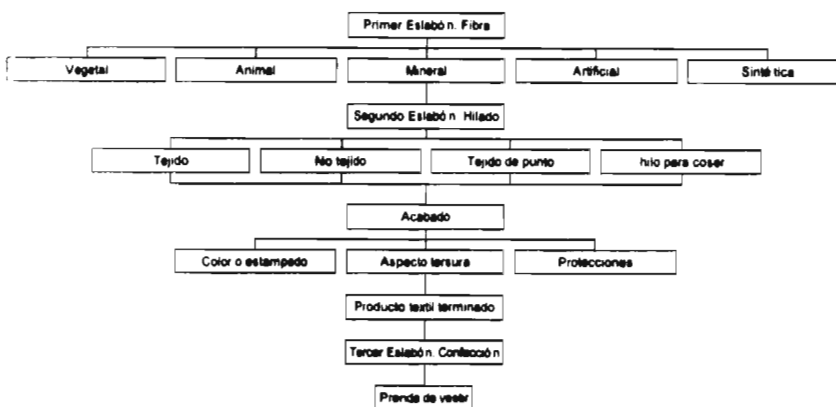 Primer Eslabón. Fibra
Vegetal
Animal
Mineral
Artificial
Sintética
Segundo Eslabón Hilado
Tejido
No tejido
Tejido de punto
hilo para coser
Acabado
Color o estampado
Aspecto tersura
Protecciones
Producto textil terminado
Tercer Eslabón. Confección
Prenda de vestir